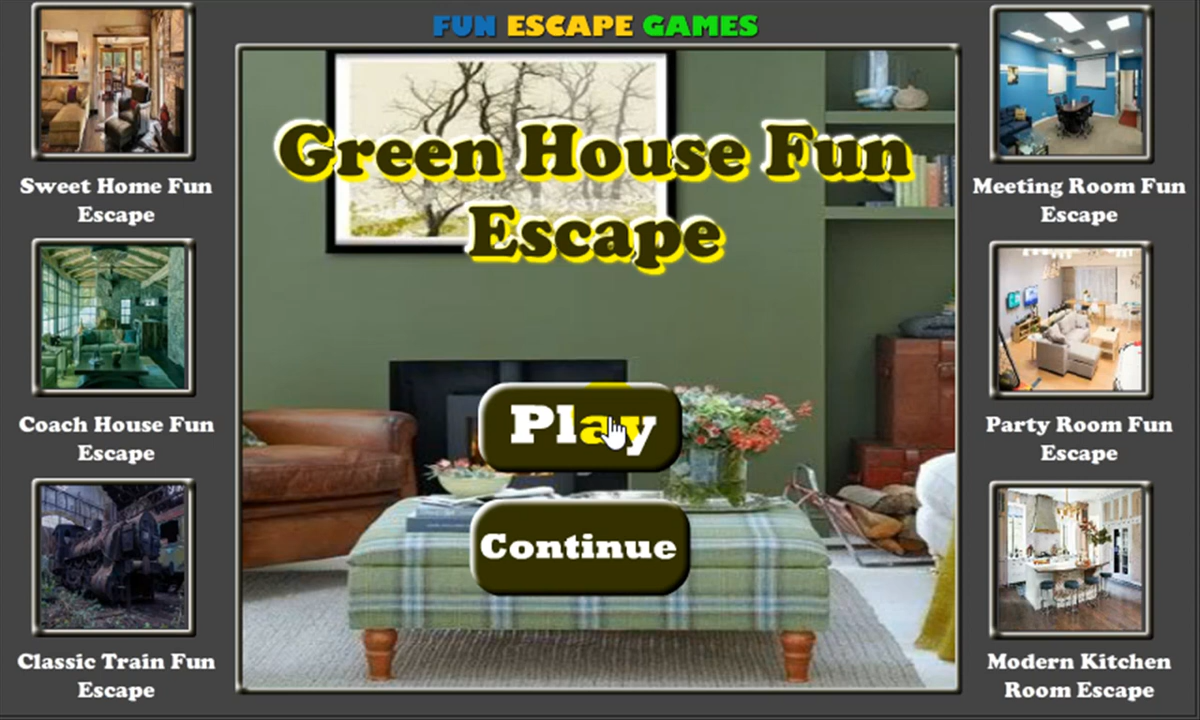 FUN ESCAPE GAMES
Green House Fun
Escape
Play
Continue
Sweet Home Fun
Escape
Coach House Fun
Escape
Classic Train Fun
Escape
Meeting Room Fun
Escape
Party Room Fun
Escape
Modern Kitchen
Room Escape